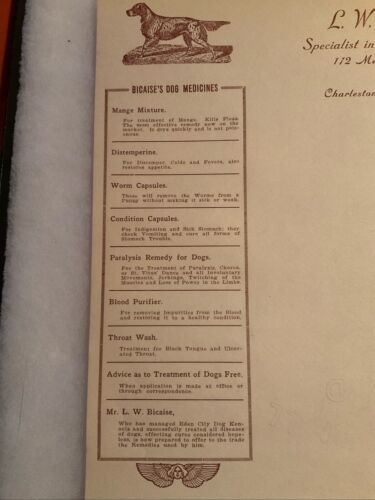 L. W.
Specialist in
112 Me
Charleston
BICAISE'S DOG MEDICINES
Mange Mixture.
For treatment of Mange. Kills Fleas.
The most effective remedy now on the
market. It drys quickly and is not pois-
onous.
Distemperine.
For Distemper, Colds and Fevers, also
restores appetite.
Worm Capsules.
These will remove the Worms from a
Puppy without making it sick or weak.
Condition Capsules.
For Indigestion and Sick Stomach; they
check Vomiting and cure all forms of
Stomach Trouble.
Paralysis Remedy for Dogs.
For the Treatment of Paralysis, Chorea,
or St. Vitus' Dance and all Involuntary
Movements, Jerkings, Twitching of the
Muscles and Loss of Power in the Limbs.
Blood Purifier.
For removing Impurities from the Blood
and restoring it to a healthy condition.
Throat Wash.
Treatment for Black Tongue and Ulcer-
ated Throat.
Advice as to Treatment of Dogs Free.
When application is made at office or
through correspondence.
Mr. L. W. Bicaise,
Who has managed Eden City Dog Ken-
nels and successfully treated all diseases
of dogs, effecting cures considered hope-
less, is now prepared to offer to the trade
the Remedies used by him.